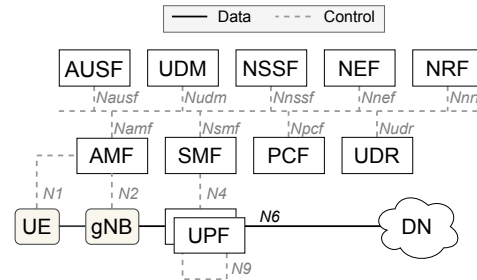 Data Control
AUSF UDM NSSF NEF NRF
Nausf Nudm Nnssf Nnef Nnrf
Namf Nsmf Npcf Nudr
AMF SMF PCF UDR
N1 N2 N4
UE gNB UPF N6 DN
N9